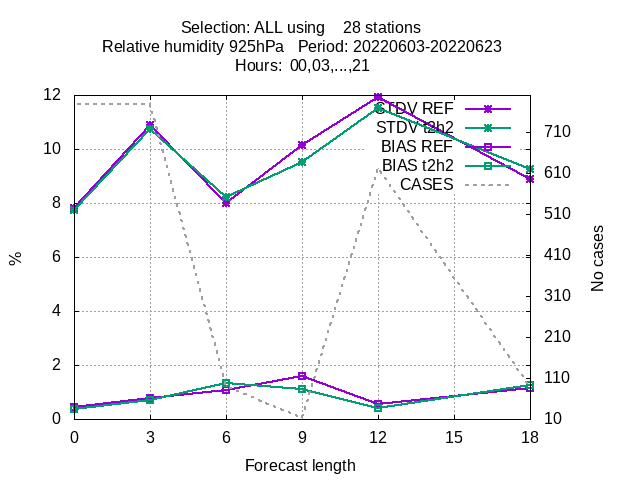 Selection: ALL using    28 stations
Relative humidity 925hPa   Period: 20220603-20220623
Hours:  00,03,...,21
12
10
8
6
4
2
0
%
STDV REF
STDV t2h2
BIAS REF
BIAS t2h2
CASES
710
610
510
410
310
210
110
10
No cases
0 3 6 9 12 15 18
Forecast length